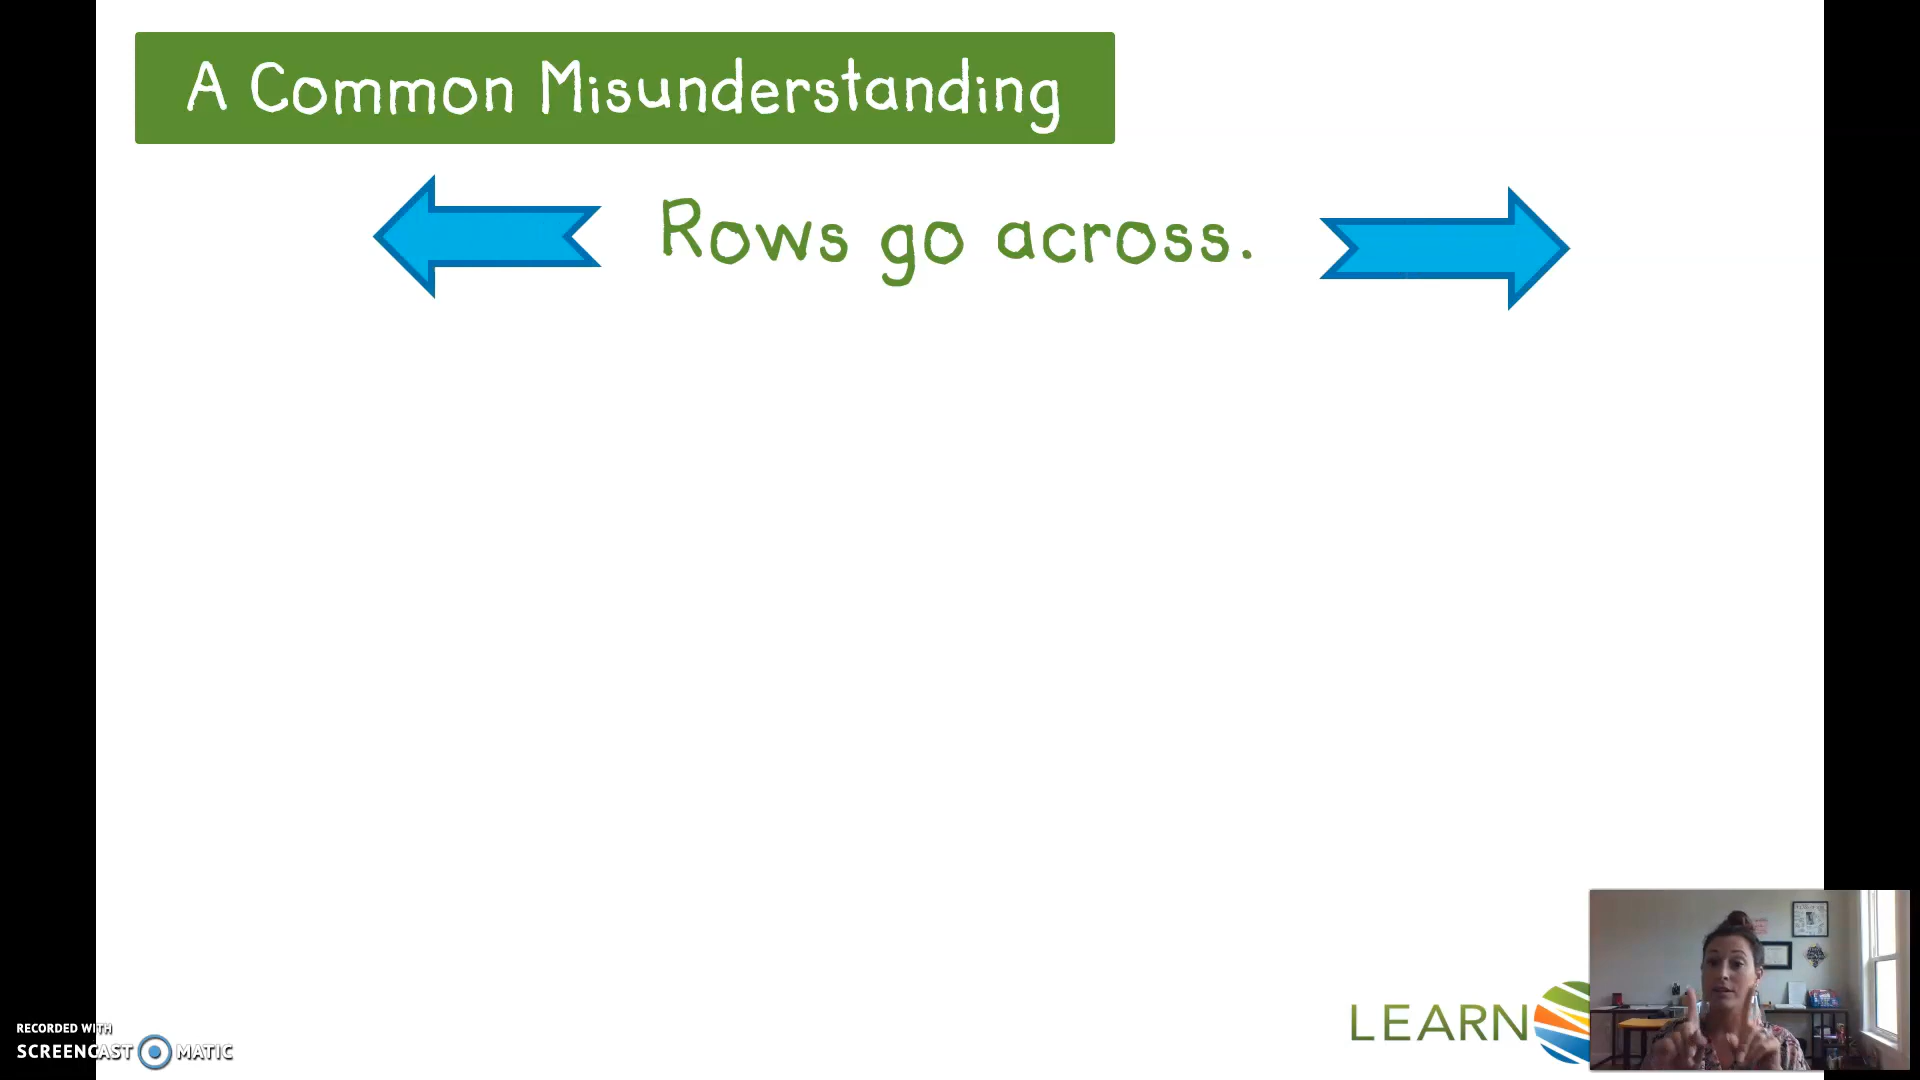 A Common Misunderstanding
Rows go across.
LEARN
RECORDED WITH
SCREENCAST MATIC